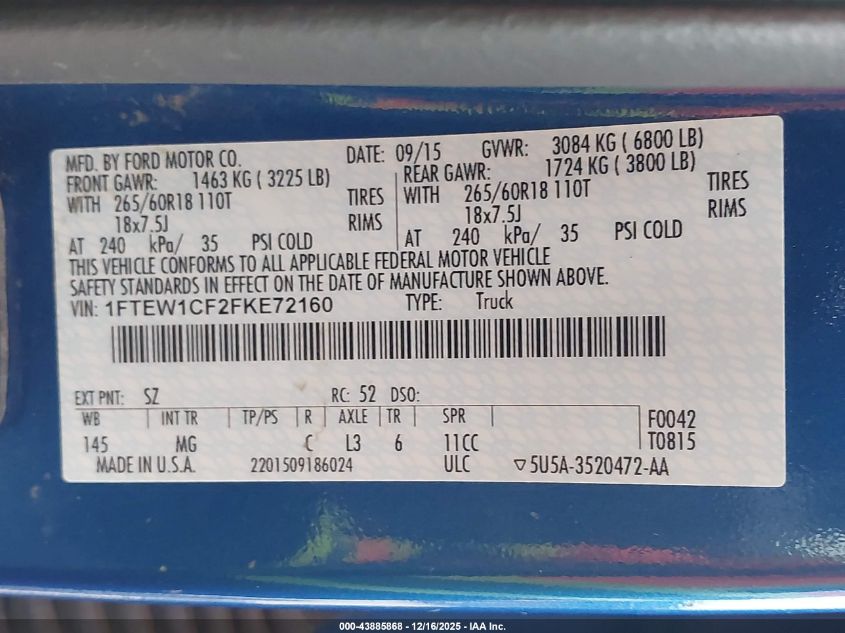 MFD. BY FORD MOTOR CO. DATE: 09/15 GVWR: 3084 KG ( 6800 LB)
FRONT GAWR: 1463 KG ( 3225 LB) REAR GAWR: 1724 KG ( 3800 LB)
WITH 265/60R18 110T TIRES WITH 265/60R18 110T TIRES
18x7.5J RIMS 18x7.5J RIMS
AT 240 kPa/ 35 PSI COLD AT 240 kPa/ 35 PSI COLD
THIS VEHICLE CONFORMS TO ALL APPLICABLE FEDERAL MOTOR VEHICLE
SAFETY STANDARDS IN EFFECT ON THE DATE OF MANUFACTURE SHOWN ABOVE.
VIN: 1FTEW1CF2FKE72160 TYPE: Truck
EXT PNT: SZ RC: 52 DSO:
WB INT TR TP/PS R AXLE TR SPR F0042
145 MG C L3 6 11CC T0815
MADE IN U.S.A. 2201509186024 ULC ▽5U5A-3520472-AA
000-43885868 - 12/16/2025 - IAA Inc.